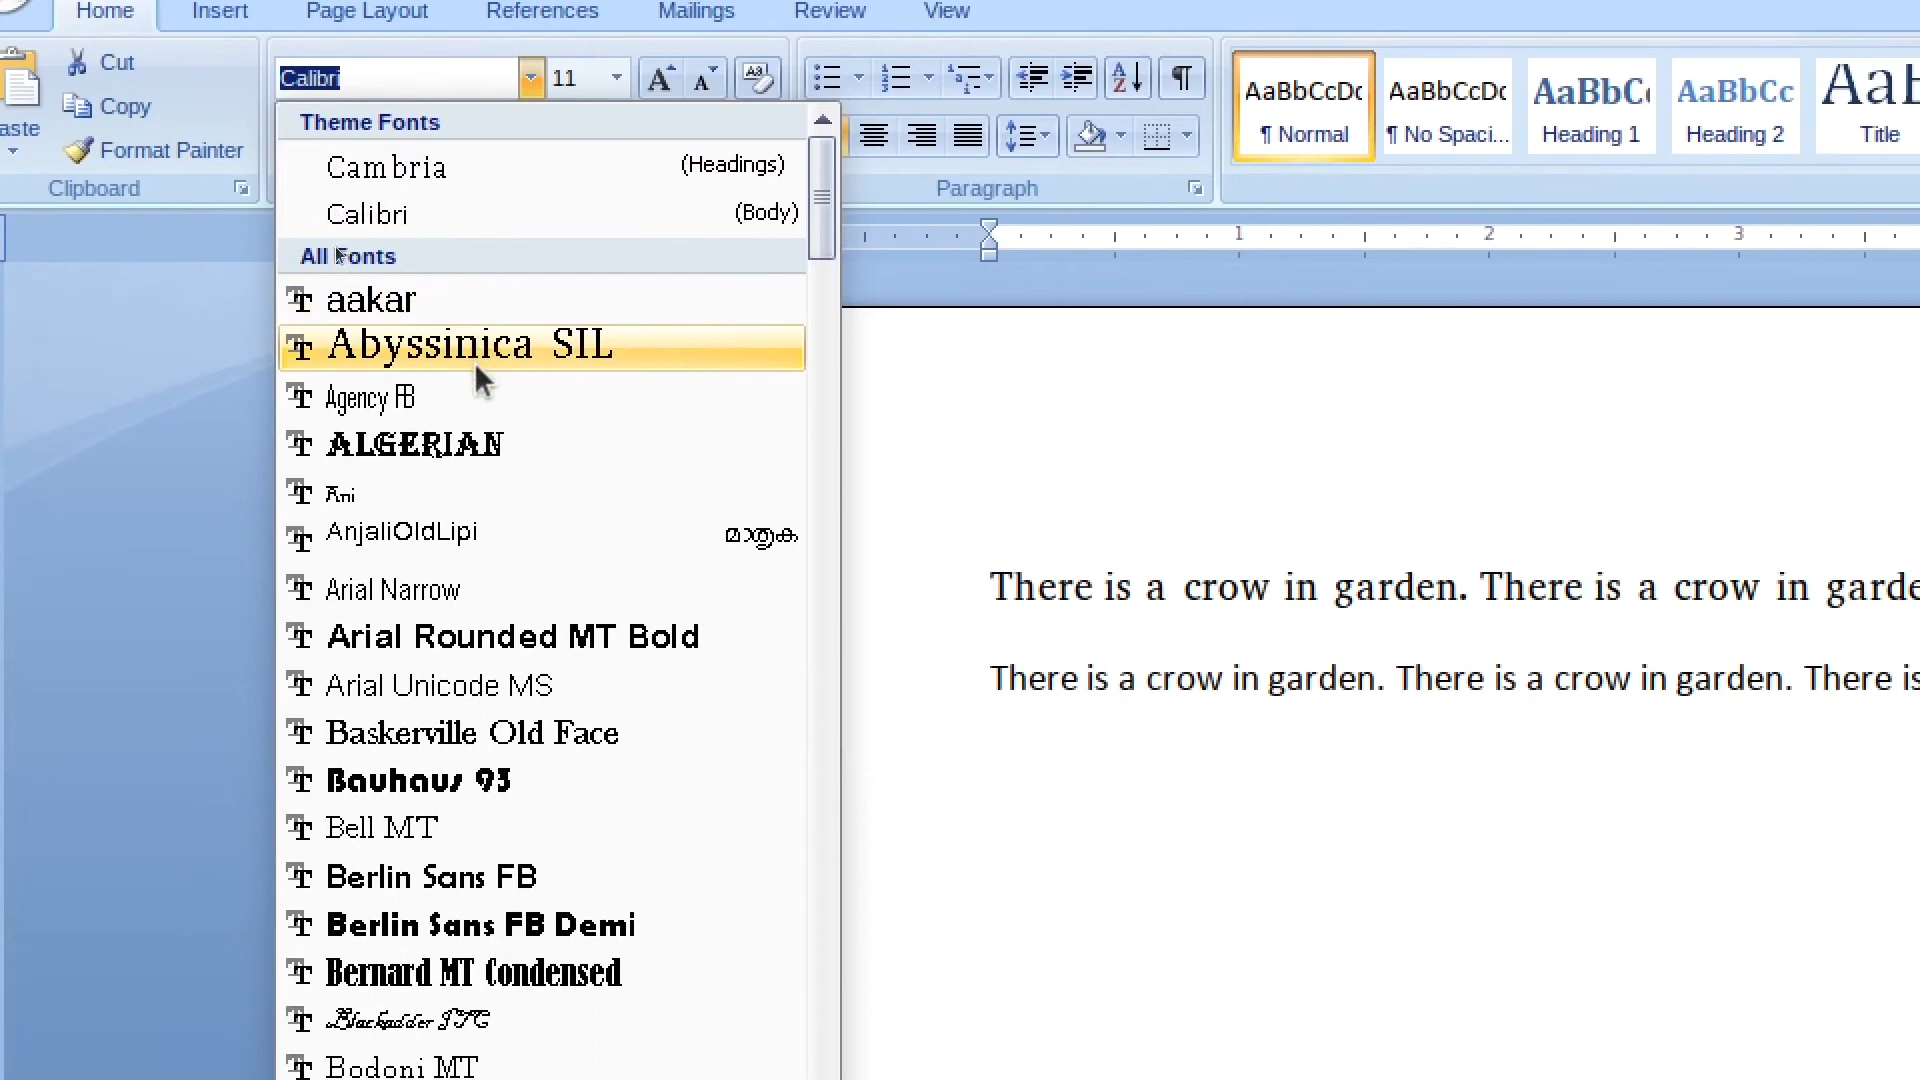 Home Insert Page Layout References Mailings Review View
Cut
Copy
aste
Format Painter
Clipboard
Calibri 11
Paragraph
AaBbCcDc AaBbCcDc AaBbC AaBbCc Aab
¶ Normal ¶ No Spaci... Heading 1 Heading 2 Title
1 2 3
Theme Fonts
Cambria (Headings)
Calibri (Body)
All Fonts
aakar
Abyssinica SIL
Agency FB
ALGERIAN
Ani
AnjaliOldLipi മാതൃക
Arial Narrow
Arial Rounded MT Bold
Arial Unicode MS
Baskerville Old Face
Bauhaus 93
Bell MT
Berlin Sans FB
Berlin Sans FB Demi
Bernard MT Condensed
Blackadder ITC
Bodoni MT
There is a crow in garden. There is a crow in garde
There is a crow in garden. There is a crow in garden. There is